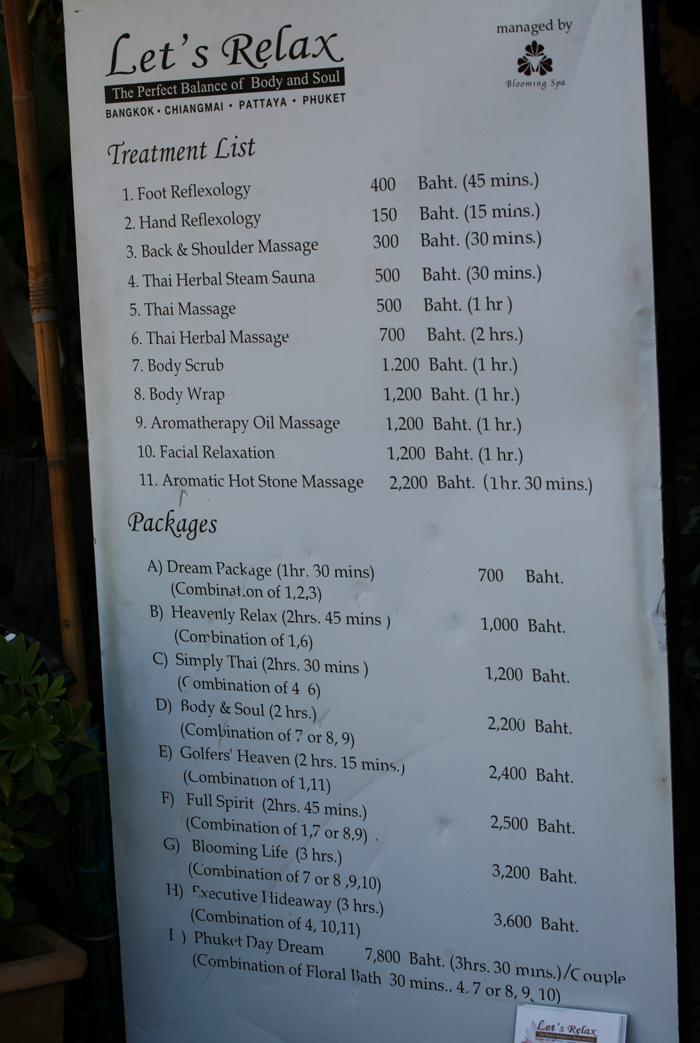 Let's Relax
The Perfect Balance of Body and Soul
BANGKOK • CHIANGMAI • PATTAYA • PHUKET
managed by
Blooming Spa
Treatment List
1. Foot Reflexology 400 Baht. (45 mins.)
2. Hand Reflexology 150 Baht. (15 mins.)
3. Back & Shoulder Massage 300 Baht. (30 mins.)
4. Thai Herbal Steam Sauna 500 Baht. (30 mins.)
5. Thai Massage 500 Baht. (1 hr )
6. Thai Herbal Massage 700 Baht. (2 hrs.)
7. Body Scrub 1.200 Baht. (1 hr.)
8. Body Wrap 1,200 Baht. (1 hr.)
9. Aromatherapy Oil Massage 1,200 Baht. (1 hr.)
10. Facial Relaxation 1,200 Baht. (1 hr.)
11. Aromatic Hot Stone Massage 2,200 Baht. (1hr. 30 mins.)
Packages
A) Dream Package (1hr. 30 mins) 700 Baht.
(Combination of 1,2,3)
B) Heavenly Relax (2hrs. 45 mins ) 1,000 Baht.
(Combination of 1,6)
C) Simply Thai (2hrs. 30 mins ) 1,200 Baht.
(Combination of 4 6)
D) Body & Soul (2 hrs.) 2,200 Baht.
(Combination of 7 or 8, 9)
E) Golfers' Heaven (2 hrs. 15 mins.) 2,400 Baht.
(Combination of 1,11)
F) Full Spirit (2hrs. 45 mins.) 2,500 Baht.
(Combination of 1,7 or 8,9) .
G) Blooming Life (3 hrs.) 3,200 Baht.
(Combination of 7 or 8 ,9,10)
H) Executive Hideaway (3 hrs.) 3,600 Baht.
(Combination of 4, 10,11)
I ) Phuket Day Dream 7,800 Baht. (3hrs. 30 mins.)/Couple
(Combination of Floral Bath 30 mins.. 4. 7 or 8, 9, 10)
Let's Relax